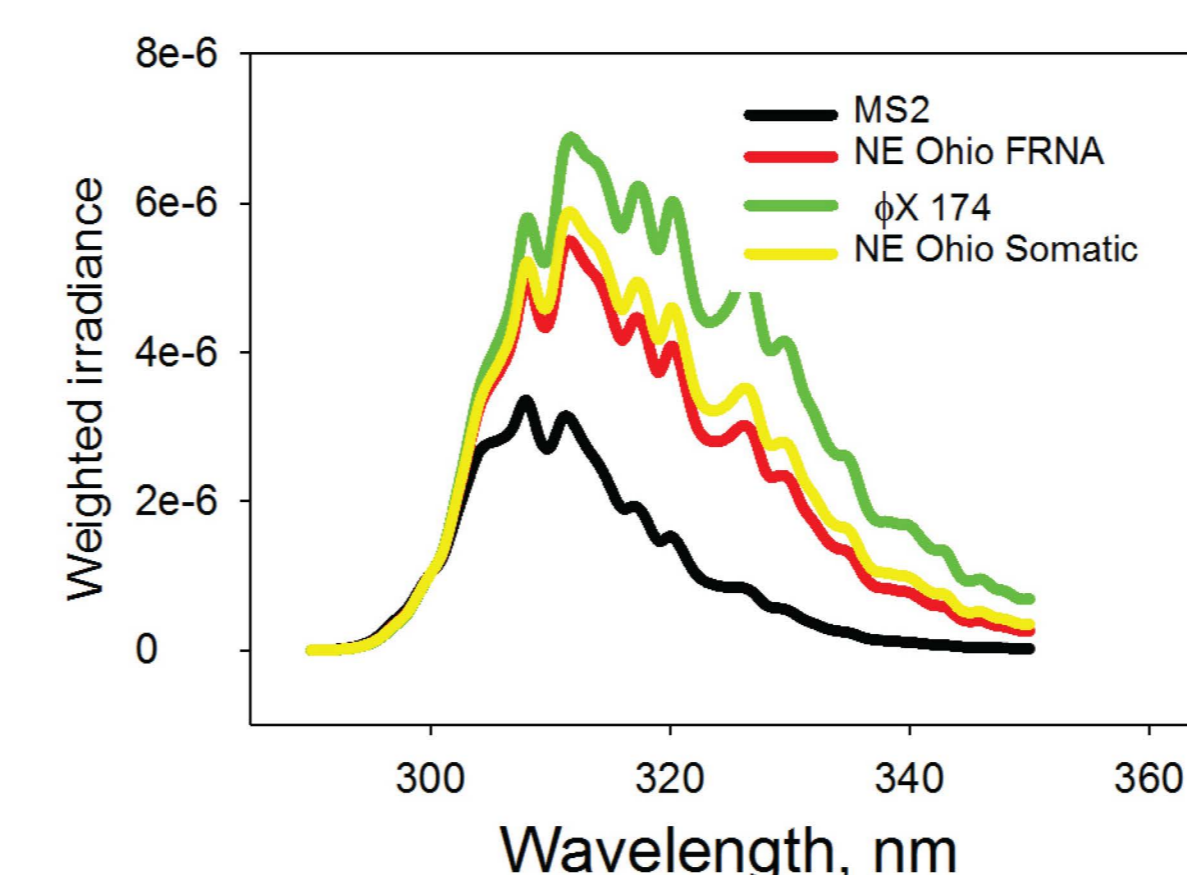 8e-6
6e-6
4e-6
2e-6
0
Weighted irradiance
MS2
NE Ohio FRNA
ϕX 174
NE Ohio Somatic
300 320 340 360
Wavelength, nm